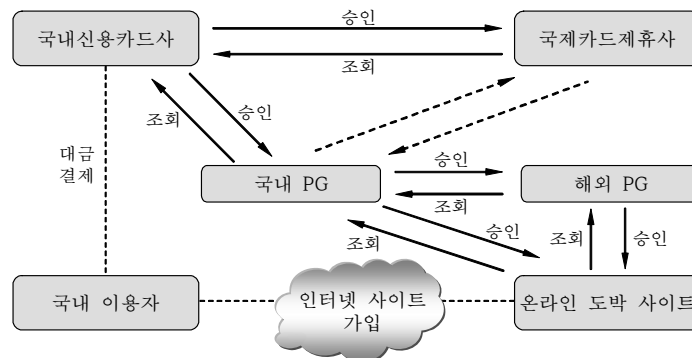 승인
국내신용카드사
국제카드제휴사
조회
조회
승인
대금
결제
국내 PG
승인
조회
해외 PG
승인
조회
조회
승인
국내 이용자
인터넷 사이트
가입
온라인 도박 사이트